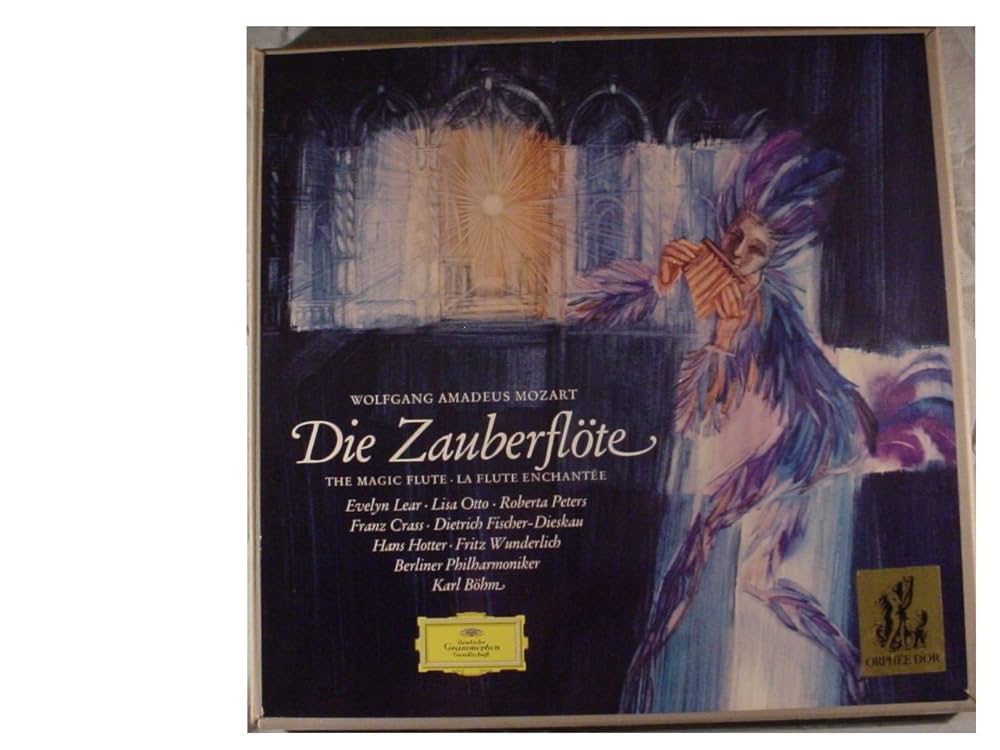 WOLFGANG AMADEUS MOZART
Die Zauberflöte
THE MAGIC FLUTE · LA FLUTE ENCHANTÉE
Evelyn Lear · Lisa Otto · Roberta Peters
Franz Crass · Dietrich Fischer-Dieskau
Hans Hotter · Fritz Wunderlich
Berliner Philharmoniker
Karl Böhm
Deutsche
Grammophon
Gesellschaft
ORPHÉE D'OR